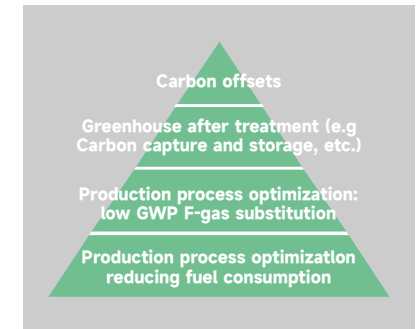 Carbon offsets
Greenhouse after treatment (e.g
Carbon capture and storage, etc.)
Production process optimization:
low GWP F-gas substitution
Production process optimization
reducing fuel consumption